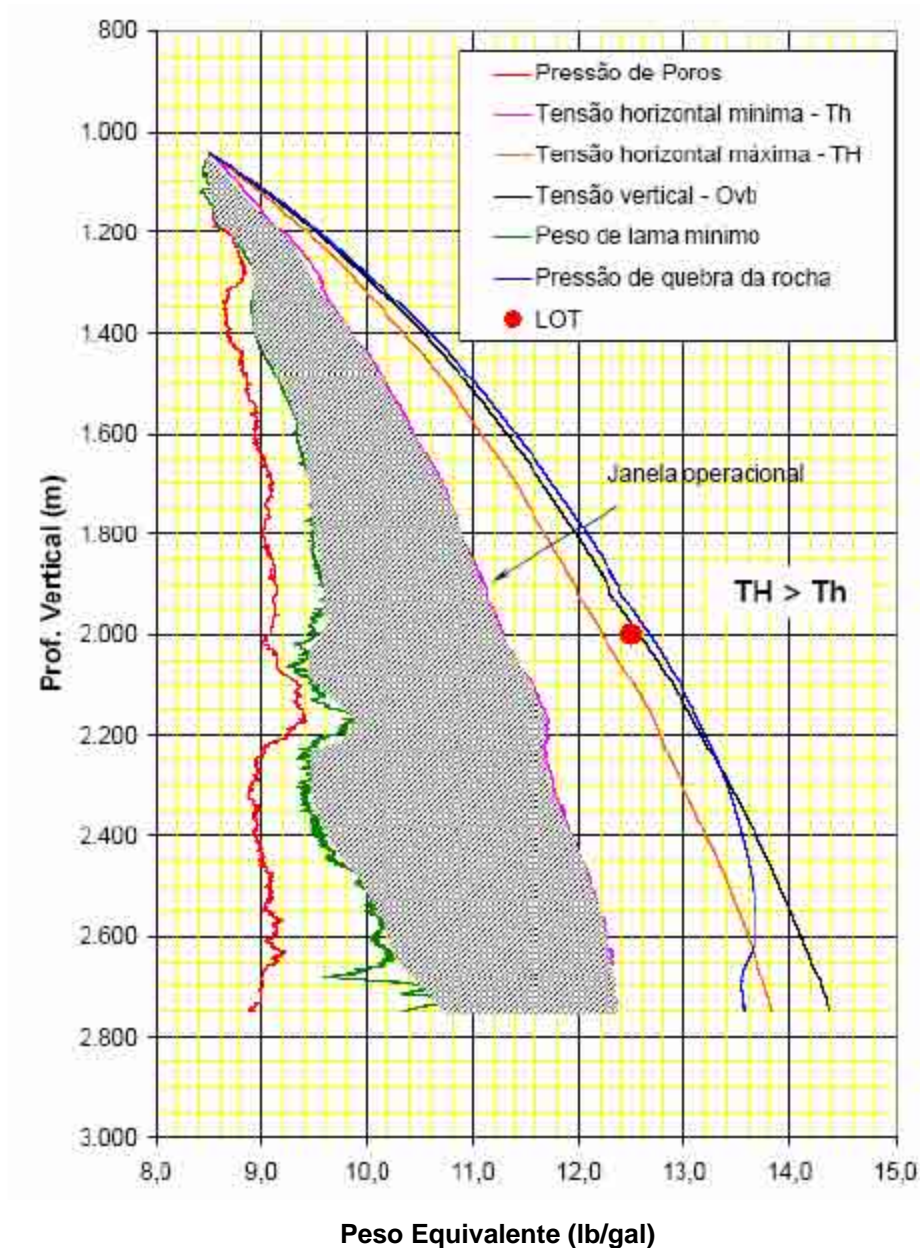 800
1.000
1.200
1.400
1.600
1.800
2.000
2.200
2.400
2.600
2.800
3.000
Prof. Vertical (m)
Pressão de Poros
Tensão horizontal mínima - Th
Tensão horizontal máxima - TH
Tensão vertical - Ovb
Peso de lama mínimo
Pressão de quebra da rocha
LOT
Janela operacional
TH > Th
8,0 9,0 10,0 11,0 12,0 13,0 14,0 15,0
Peso Equivalente (lb/gal)